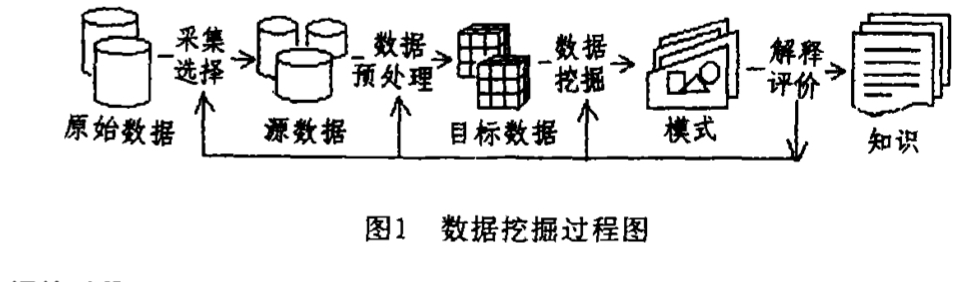 采集 数据 数据 解释
选择 预处理 挖掘 评价
原始数据 源数据 目标数据 模式 知识
图1 数据挖掘过程图